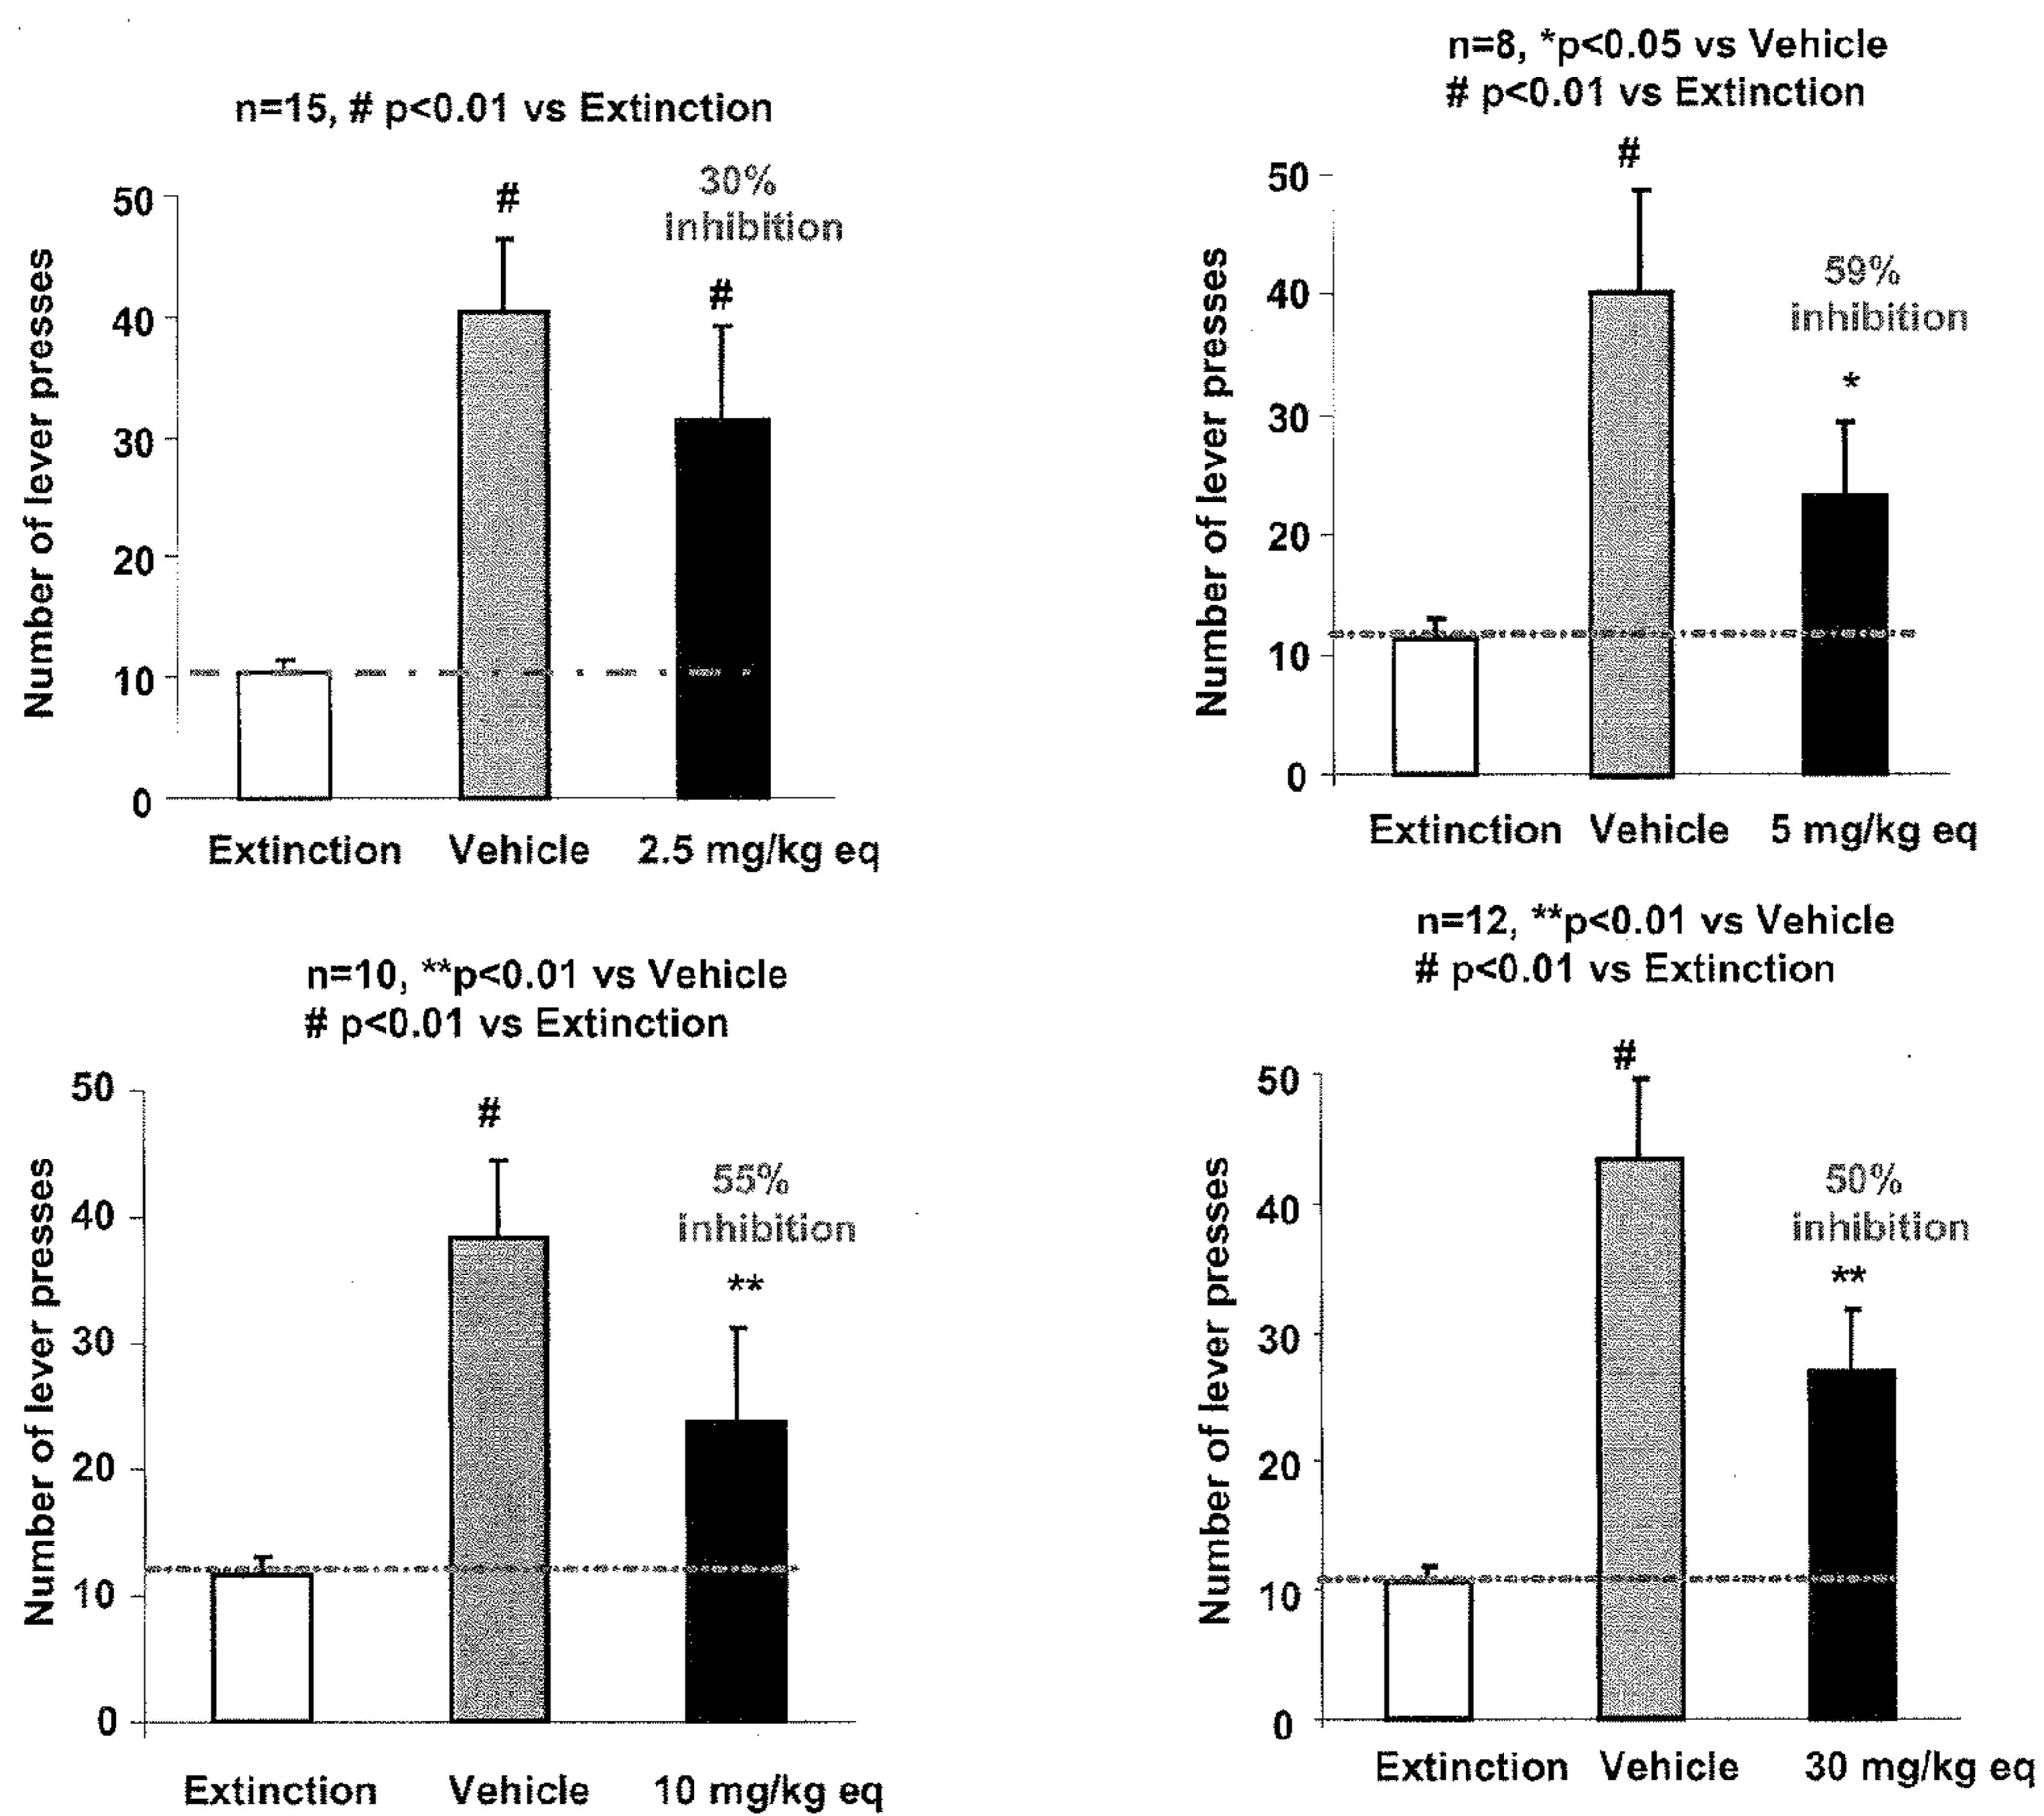 n=15, # p<0.01 vs Extinction
50
40
30
20
10
0
Number of lever presses
#
30%
inhibition
#
Extinction Vehicle 2.5 mg/kg eq
n=8, *p<0.05 vs Vehicle
# p<0.01 vs Extinction
50
40
30
20
10
0
Number of lever presses
#
59%
inhibition
*
Extinction Vehicle 5 mg/kg eq
n=10, **p<0.01 vs Vehicle
# p<0.01 vs Extinction
50
40
30
20
10
0
Number of lever presses
#
55%
inhibition
**
Extinction Vehicle 10 mg/kg eq
n=12, **p<0.01 vs Vehicle
# p<0.01 vs Extinction
50
40
30
20
10
0
Number of lever presses
#
50%
inhibition
**
Extinction Vehicle 30 mg/kg eq